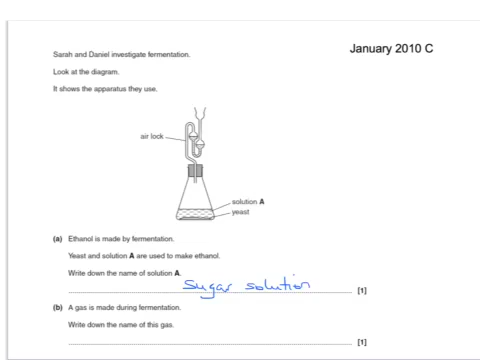 January 2010 C
Sarah and Daniel investigate fermentation.
Look at the diagram.
It shows the apparatus they use.
air lock
solution A
yeast
(a) Ethanol is made by fermentation.
Yeast and solution A are used to make ethanol.
Write down the name of solution A.
sugar solution
[1]
(b) A gas is made during fermentation.
Write down the name of this gas.
[1]